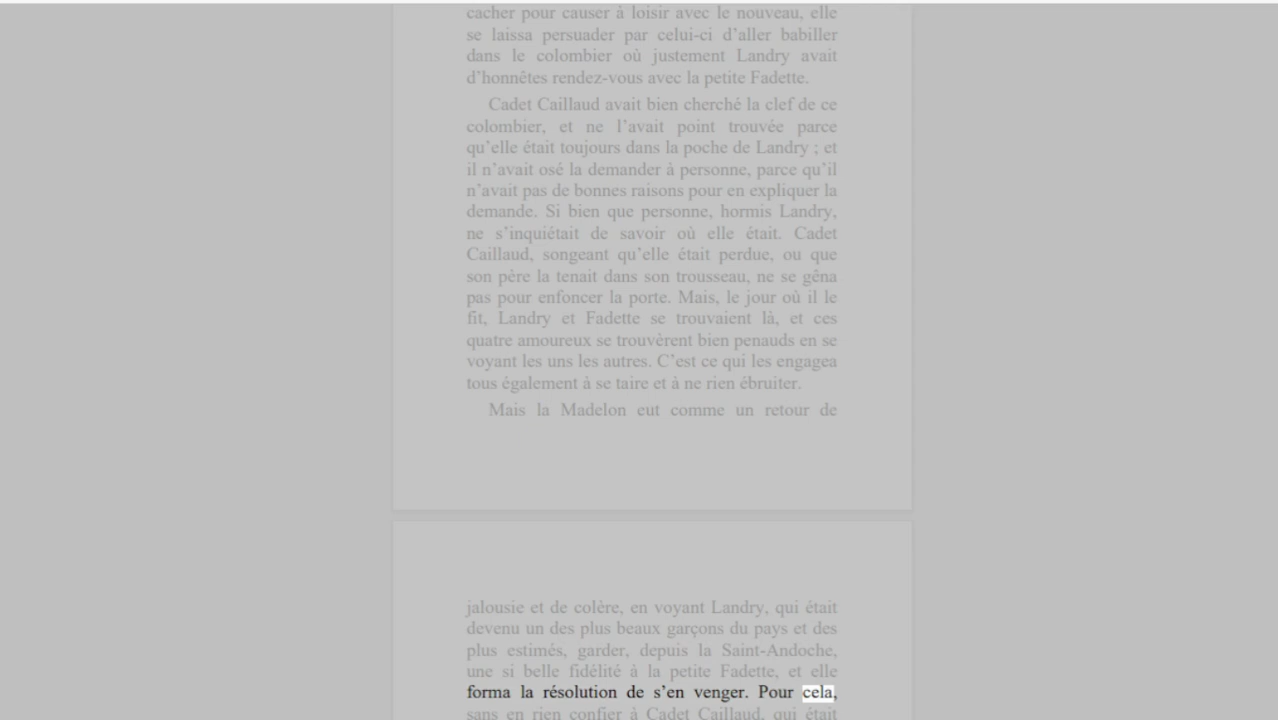 cacher pour causer à loisir avec le nouveau, elle
se laissa persuader par celui-ci d’aller babiller
dans le colombier où justement Landry avait
d’honnêtes rendez-vous avec la petite Fadette.
Cadet Caillaud avait bien cherché la clef de ce
colombier, et ne l’avait point trouvée parce
qu’elle était toujours dans la poche de Landry ; et
il n’avait osé la demander à personne, parce qu’il
n’avait pas de bonnes raisons pour en expliquer la
demande. Si bien que personne, hormis Landry,
ne s’inquiétait de savoir où elle était. Cadet
Caillaud, songeant qu’elle était perdue, ou que
son père la tenait dans son trousseau, ne se gêna
pas pour enfoncer la porte. Mais, le jour où il le
fit, Landry et Fadette se trouvaient là, et ces
quatre amoureux se trouvèrent bien penauds en se
voyant les uns les autres. C’est ce qui les engagea
tous également à se taire et à ne rien ébruiter.
Mais la Madelon eut comme un retour de
jalousie et de colère, en voyant Landry, qui était
devenu un des plus beaux garçons du pays et des
plus estimés, garder, depuis la Saint-Andoche,
une si belle fidélité à la petite Fadette, et elle
forma la résolution de s’en venger. Pour cela,
sans en rien confier à Cadet Caillaud, qui était